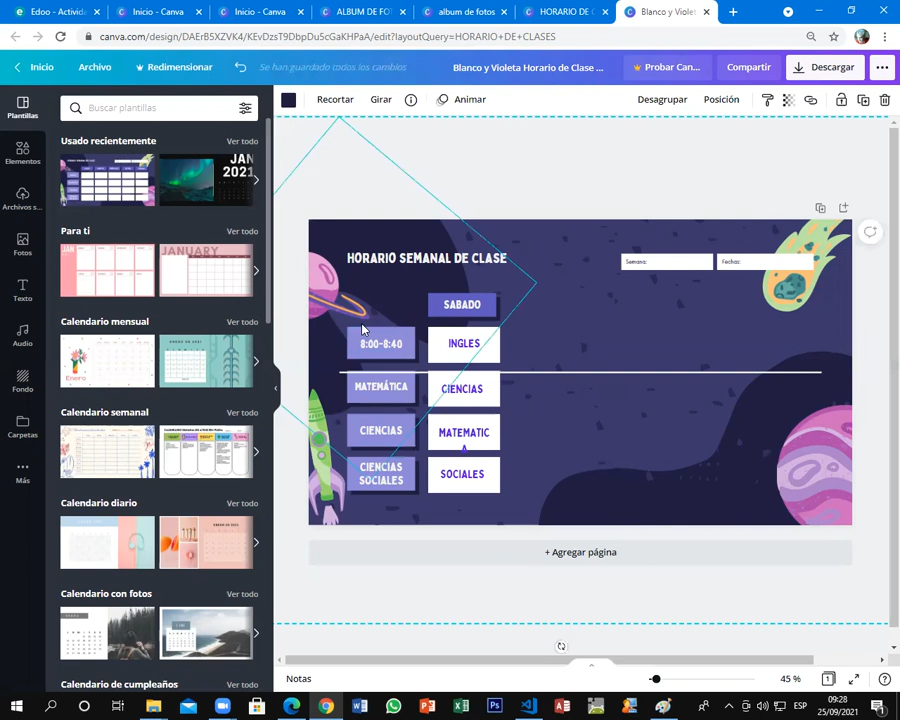 Edoo - Activida
Inicio - Canva
Inicio - Canva
ALBUM DE FO
album de fotos
HORARIO DE C
Blanco y Viole
canva.com/design/DAErB5XZVK4/KEvDzsT9DbpDu5cGaKHPaA/edit?layoutQuery=HORARIO+DE+CLASES
Inicio
Archivo
Redimensionar
Se han guardado todos los cambios
Blanco y Violeta Horario de Clase ...
Probar Can...
Compartir
Descargar
Plantillas
Elementos
Archivos s...
Fotos
Texto
Audio
Fondo
Carpetas
Más
Buscar plantillas
Usado recientemente
Ver todo
JAN
2021
Para ti
Ver todo
JANUARY
Calendario mensual
Ver todo
Enero
Calendario semanal
Ver todo
Calendario diario
Ver todo
Calendario con fotos
Ver todo
Calendario de cumpleaños
Ver todo
Recortar
Girar
Animar
Desagrupar
Posición
HORARIO SEMANAL DE CLASE
Semana:
Fechas:
SABADO
8:00-8:40
INGLES
MATEMÁTICA
CIENCIAS
CIENCIAS
MATEMATIC
A
CIENCIAS
SOCIALES
SOCIALES
+ Agregar página
Notas
45 %
1
ESP
09:28
25/09/2021